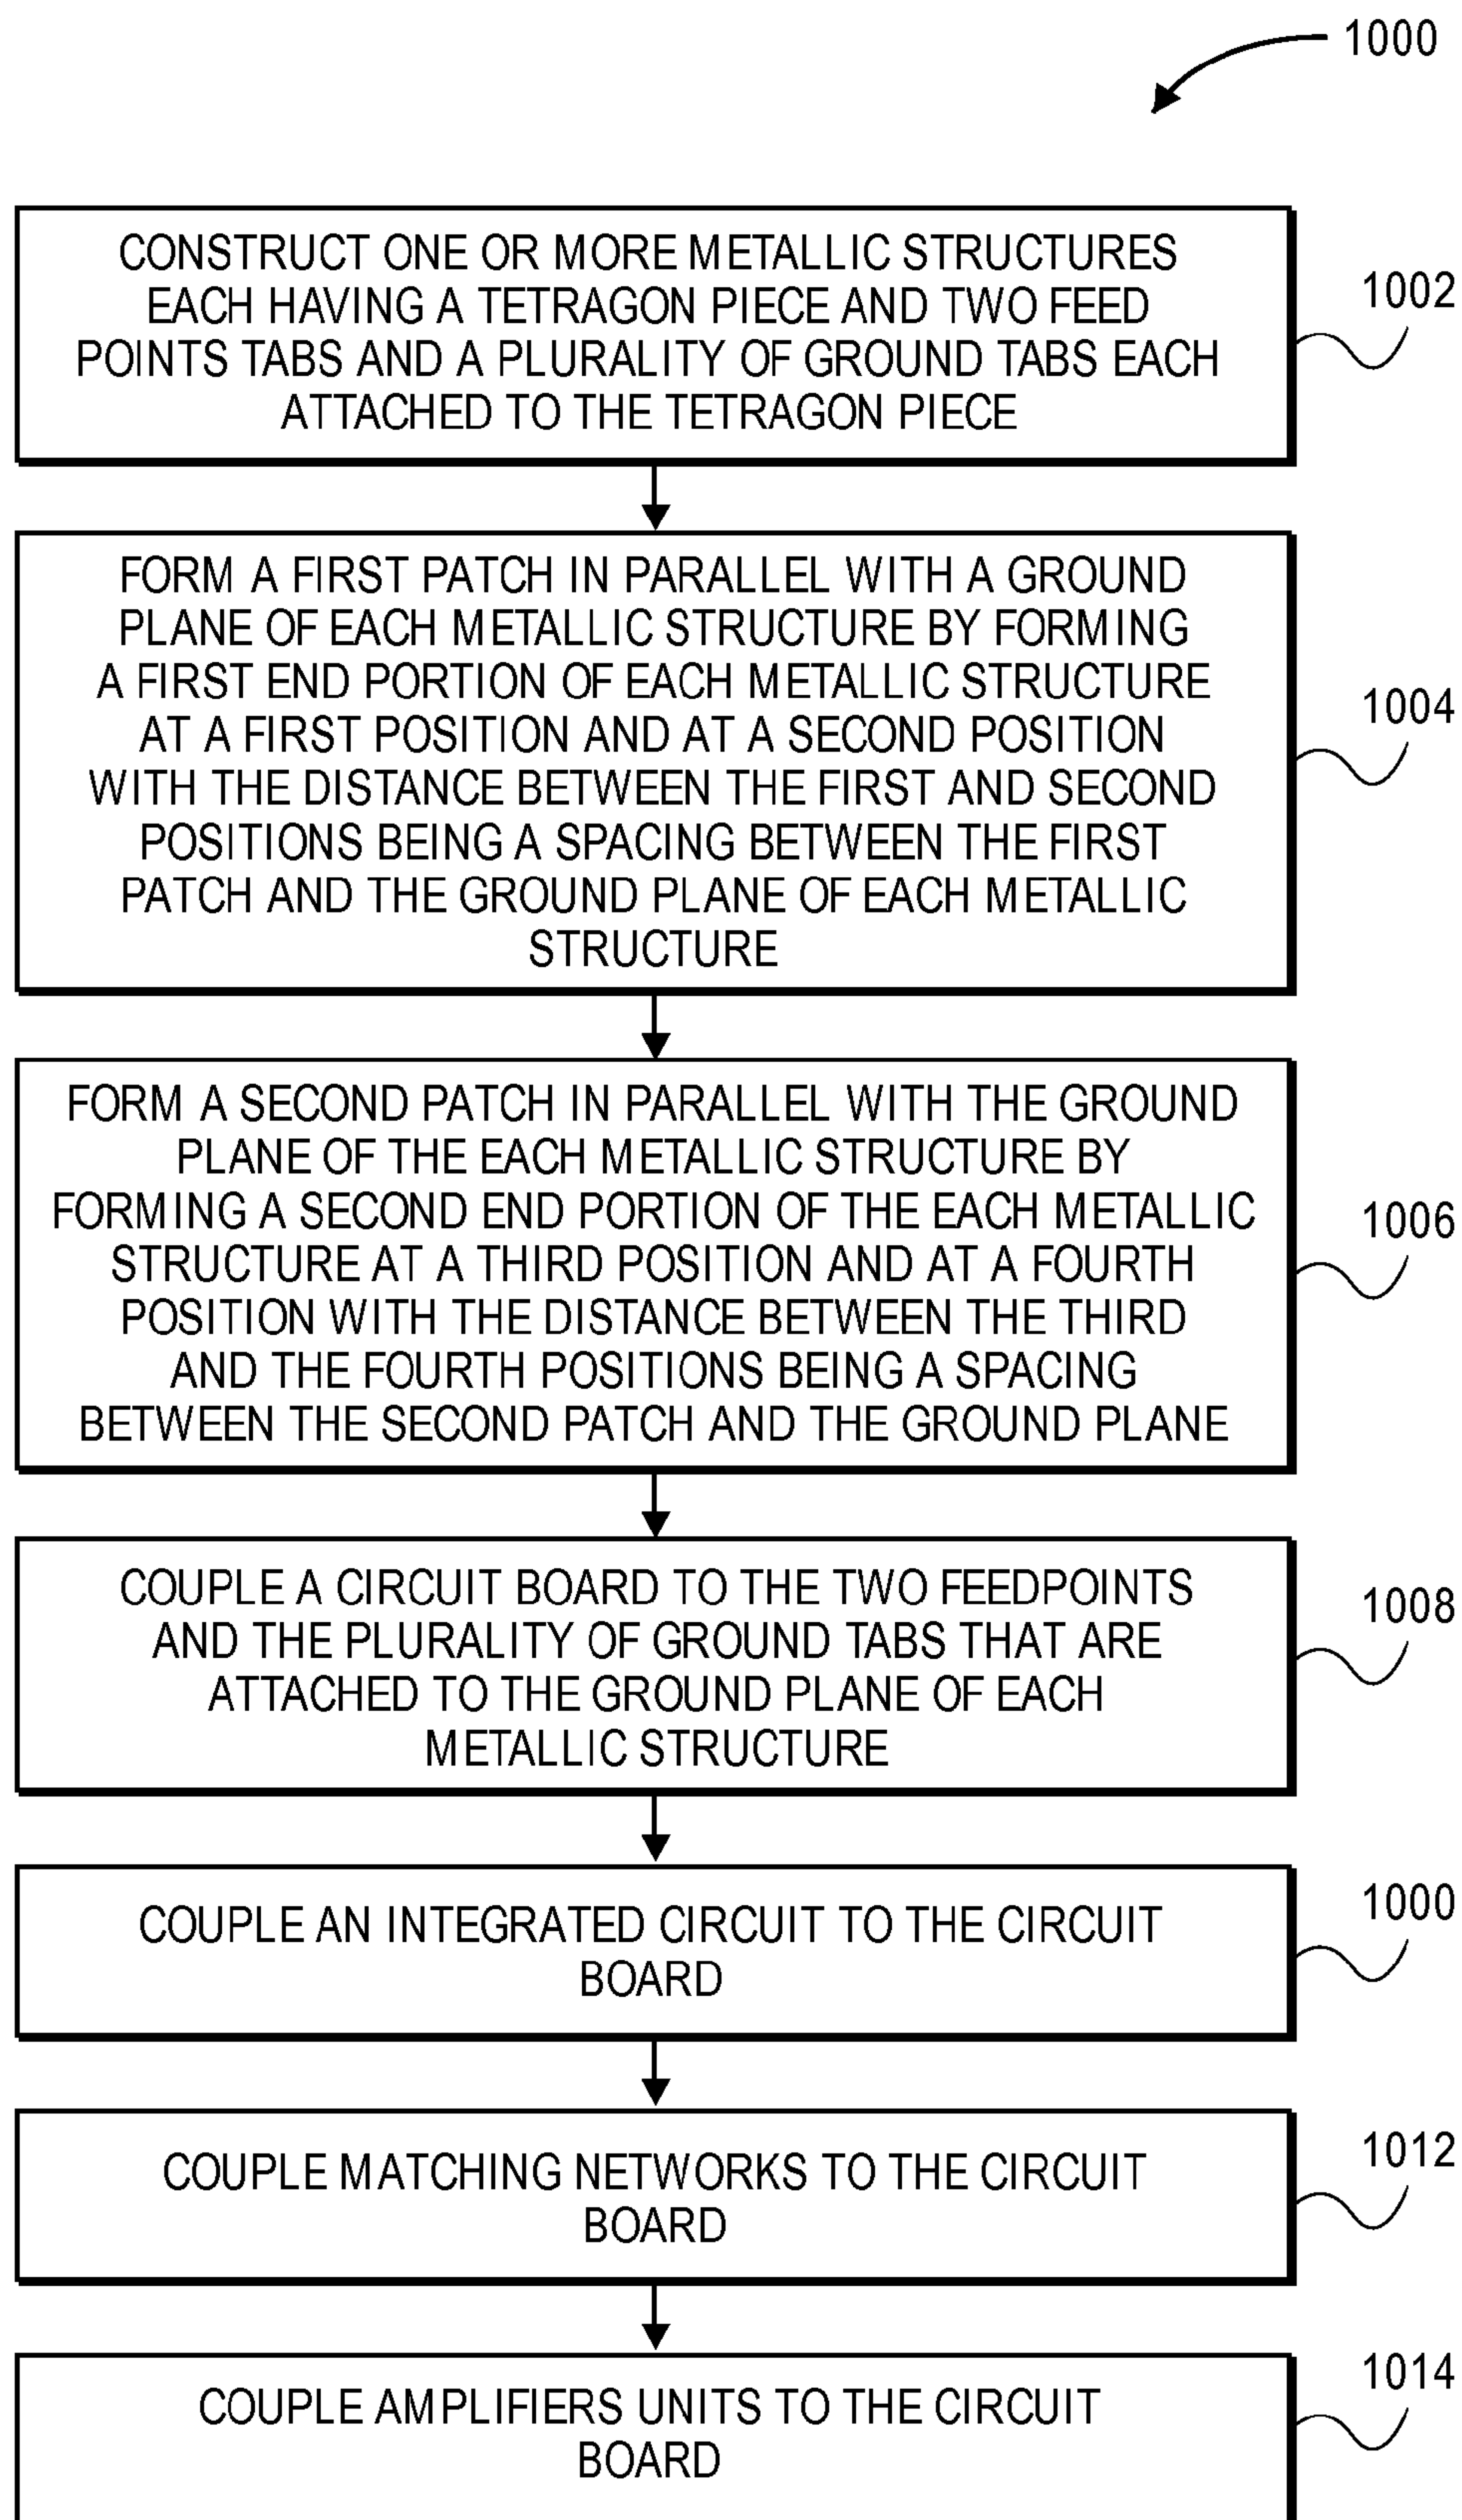 1000
CONSTRUCT ONE OR MORE METALLIC STRUCTURES
EACH HAVING A TETRAGON PIECE AND TWO FEED
POINTS TABS AND A PLURALITY OF GROUND TABS EACH
ATTACHED TO THE TETRAGON PIECE
1002
FORM A FIRST PATCH IN PARALLEL WITH A GROUND
PLANE OF EACH METALLIC STRUCTURE BY FORMING
A FIRST END PORTION OF EACH METALLIC STRUCTURE
AT A FIRST POSITION AND AT A SECOND POSITION
WITH THE DISTANCE BETWEEN THE FIRST AND SECOND
POSITIONS BEING A SPACING BETWEEN THE FIRST
PATCH AND THE GROUND PLANE OF EACH METALLIC
STRUCTURE
1004
FORM A SECOND PATCH IN PARALLEL WITH THE GROUND
PLANE OF THE EACH METALLIC STRUCTURE BY
FORMING A SECOND END PORTION OF THE EACH METALLIC
STRUCTURE AT A THIRD POSITION AND AT A FOURTH
POSITION WITH THE DISTANCE BETWEEN THE THIRD
AND THE FOURTH POSITIONS BEING A SPACING
BETWEEN THE SECOND PATCH AND THE GROUND PLANE
1006
COUPLE A CIRCUIT BOARD TO THE TWO FEEDPOINTS
AND THE PLURALITY OF GROUND TABS THAT ARE
ATTACHED TO THE GROUND PLANE OF EACH
METALLIC STRUCTURE
1008
COUPLE AN INTEGRATED CIRCUIT TO THE CIRCUIT
BOARD
1000
COUPLE MATCHING NETWORKS TO THE CIRCUIT
BOARD
1012
COUPLE AMPLIFIERS UNITS TO THE CIRCUIT
BOARD
1014